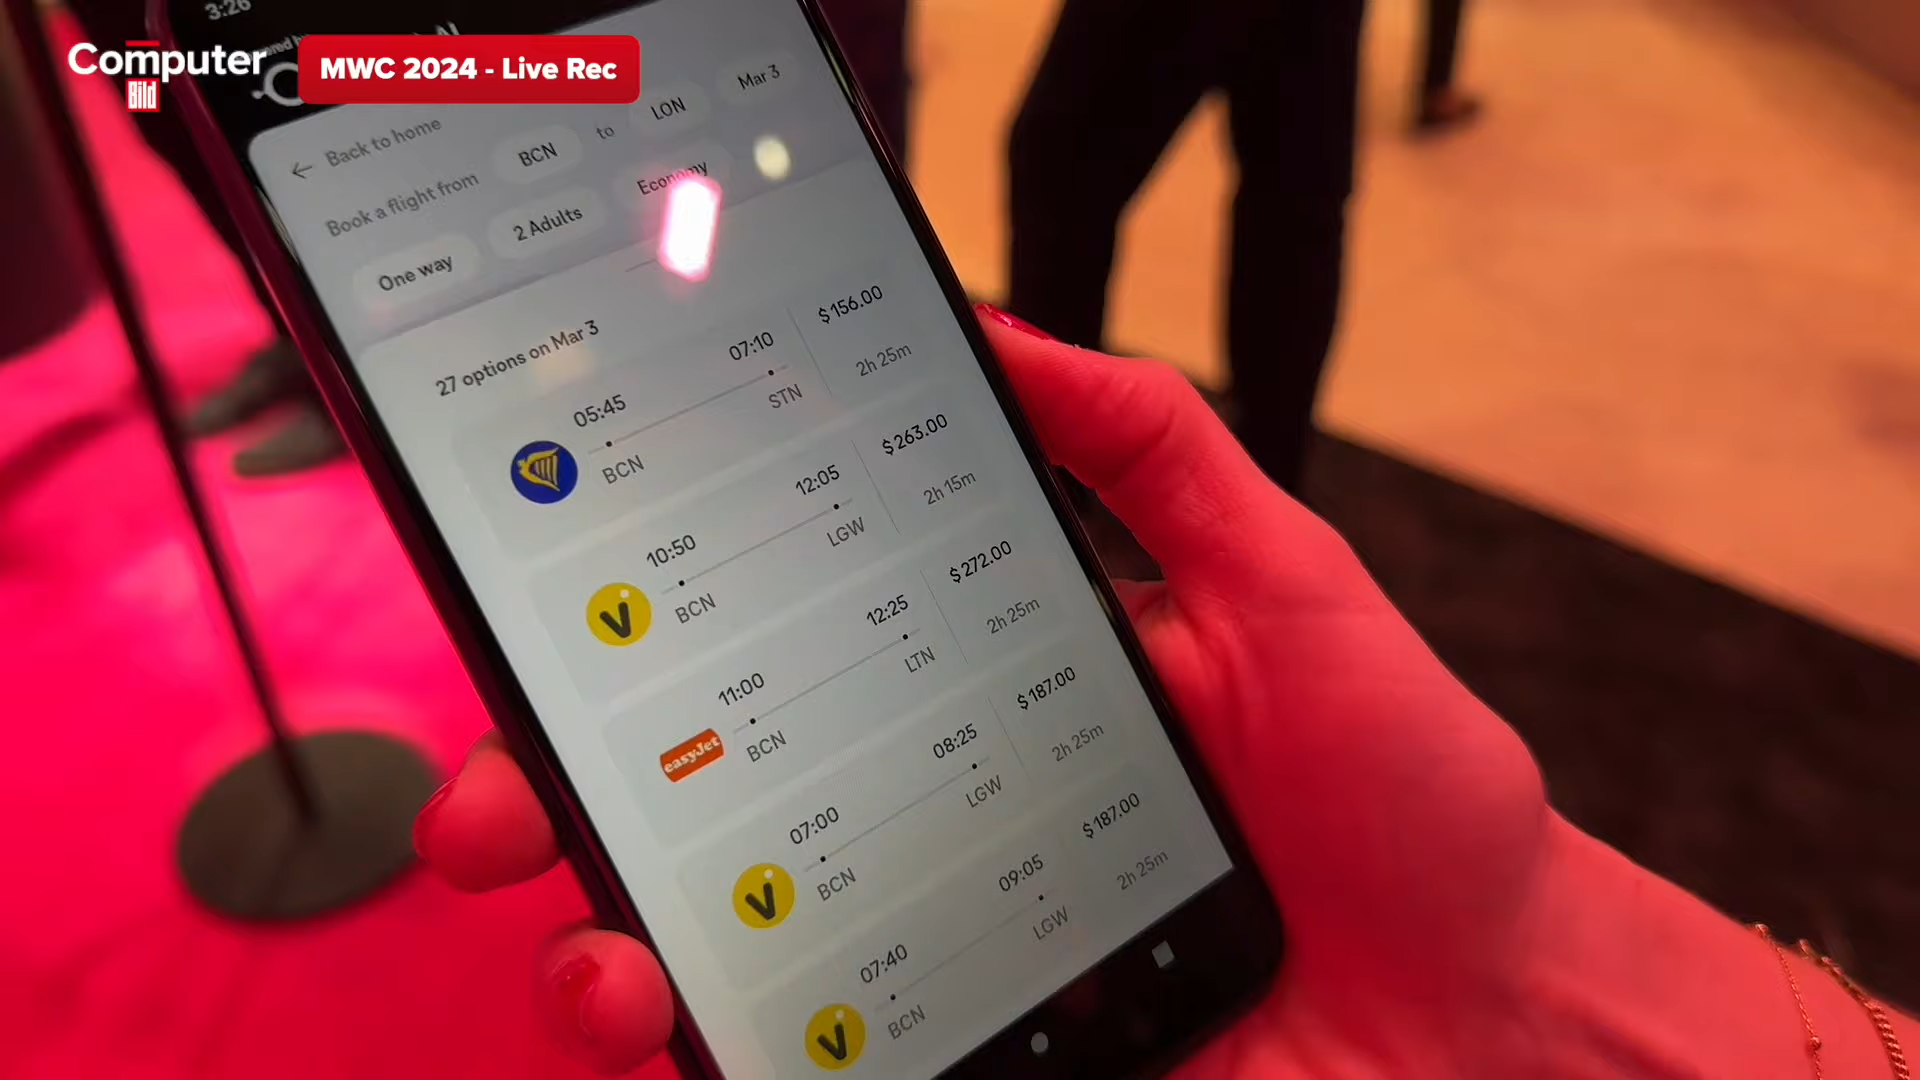 3:26
Computer
Bild
MWC 2024 - Live Rec
AI
Back to home
Book a flight from BCN to LON Mar 3
One way 2 Adults Economy
27 options on Mar 3
05:45 07:10 $156.00
BCN STN 2h 25m
10:50 12:05 $263.00
BCN LGW 2h 15m
11:00 12:25 $272.00
easyJet BCN LTN 2h 25m
07:00 08:25 $187.00
BCN LGW 2h 25m
07:40 09:05 $187.00
BCN LGW 2h 25m